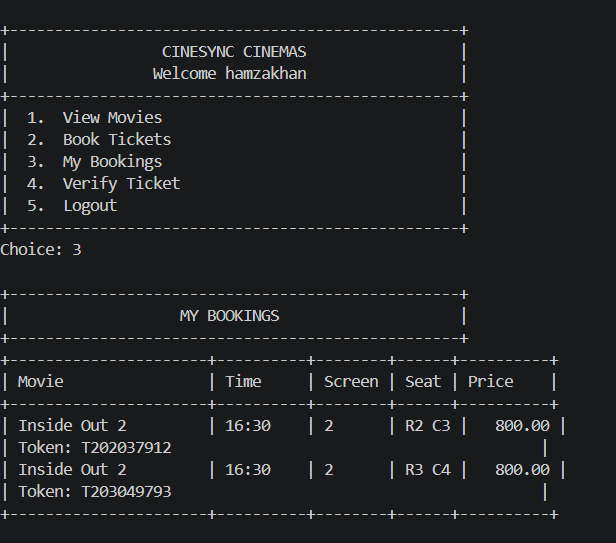 +--------------------------------------------------+
|                 CINESYNC CINEMAS                 |
|                Welcome hamzakhan                 |
+--------------------------------------------------+
|  1.  View Movies                                 |
|  2.  Book Tickets                                |
|  3.  My Bookings                                 |
|  4.  Verify Ticket                               |
|  5.  Logout                                      |
+--------------------------------------------------+
Choice: 3
+--------------------------------------------------+
|                   MY BOOKINGS                    |
+--------------------------------------------------+
+----------------------+----------+--------+------+----------+
| Movie                | Time     | Screen | Seat | Price    |
+----------------------+----------+--------+------+----------+
| Inside Out 2         | 16:30    | 2      | R2 C3 |   800.00 |
| Token: T202037912                                         |
| Inside Out 2         | 16:30    | 2      | R3 C4 |   800.00 |
| Token: T203049793                                         |
+----------------------+----------+--------+------+----------+